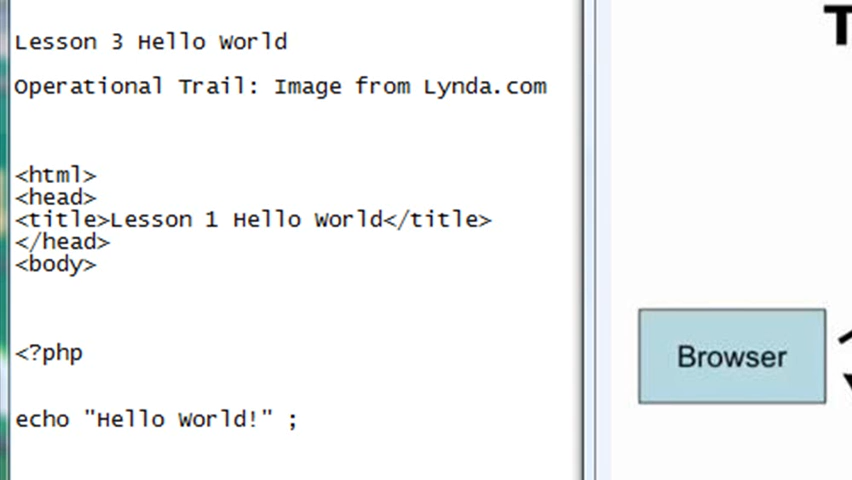 Lesson 3 Hello World
Operational Trail: Image from Lynda.com
<html>
<head>
<title>Lesson 1 Hello World</title>
</head>
<body>
<?php
echo "Hello World!" ;
T
Browser